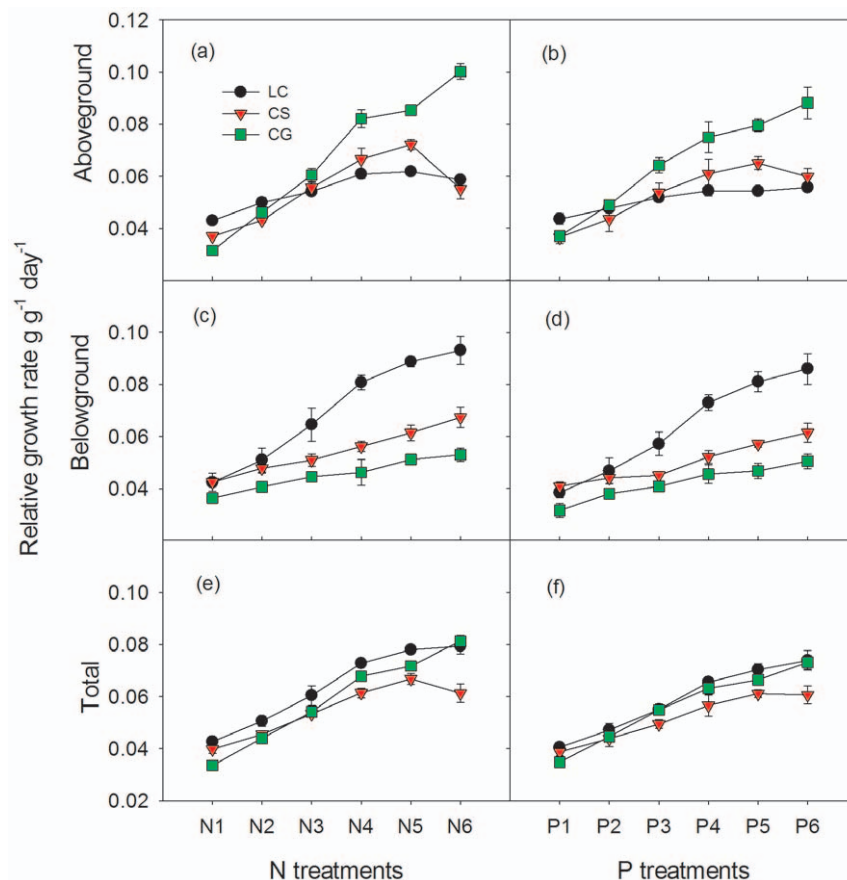 Relative growth rate g g⁻¹ day⁻¹
Aboveground
0.12
0.10
0.08
0.06
0.04
(a)
LC
CS
CG
(b)
Belowground
0.10
0.08
0.06
0.04
(c)
(d)
Total
0.10
0.08
0.06
0.04
0.02
(e)
(f)
N1 N2 N3 N4 N5 N6
P1 P2 P3 P4 P5 P6
N treatments
P treatments